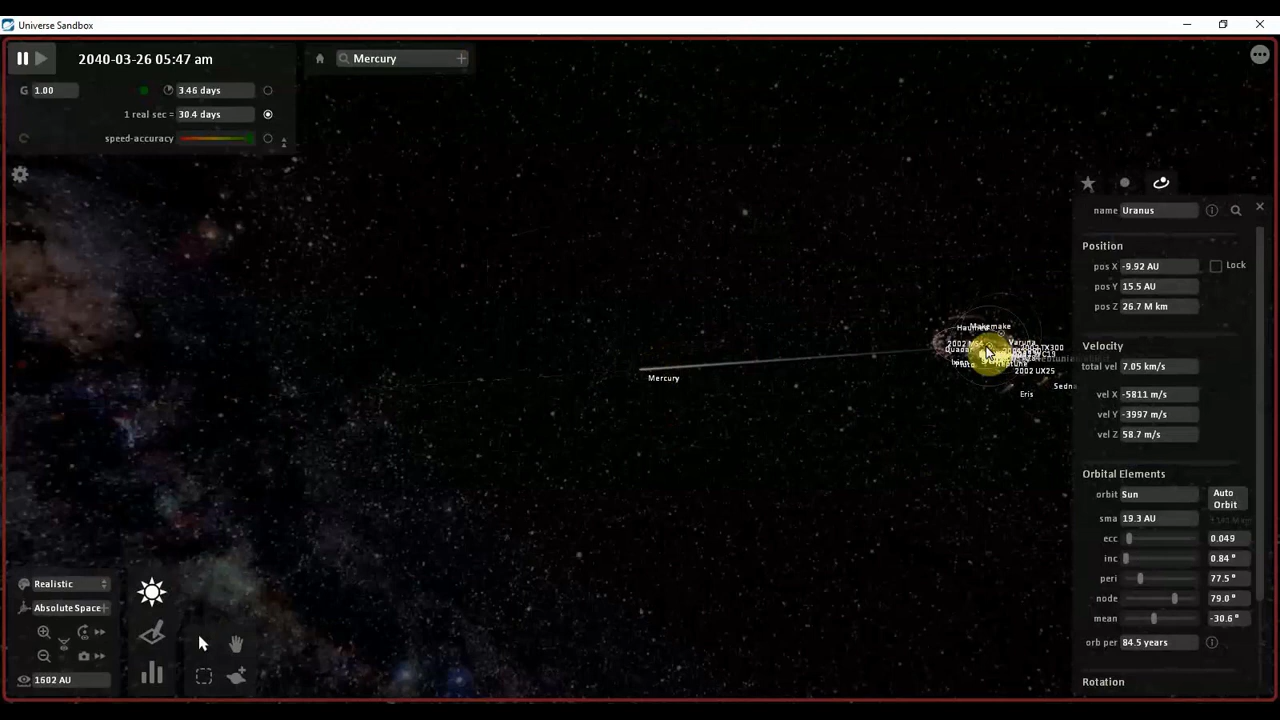 Universe Sandbox
2040-03-26 05:47 am
Mercury
G 1.00
3.46 days
1 real sec = 30.4 days
speed-accuracy
name Uranus
Position
pos X -9.92 AU Lock
pos Y 15.5 AU
pos Z 26.7 M km
Velocity
total vel 7.05 km/s
vel X -5811 m/s
vel Y -3997 m/s
vel Z 58.7 m/s
Orbital Elements
orbit Sun Auto Orbit
sma 19.3 AU
ecc 0.049
inc 0.84 °
peri 77.5 °
node 79.0 °
mean -30.6 °
orb per 84.5 years
Rotation
Makemake
Varuna
2002 UX25
Eris
Sedna
Mercury
Realistic
Absolute Space
1602 AU